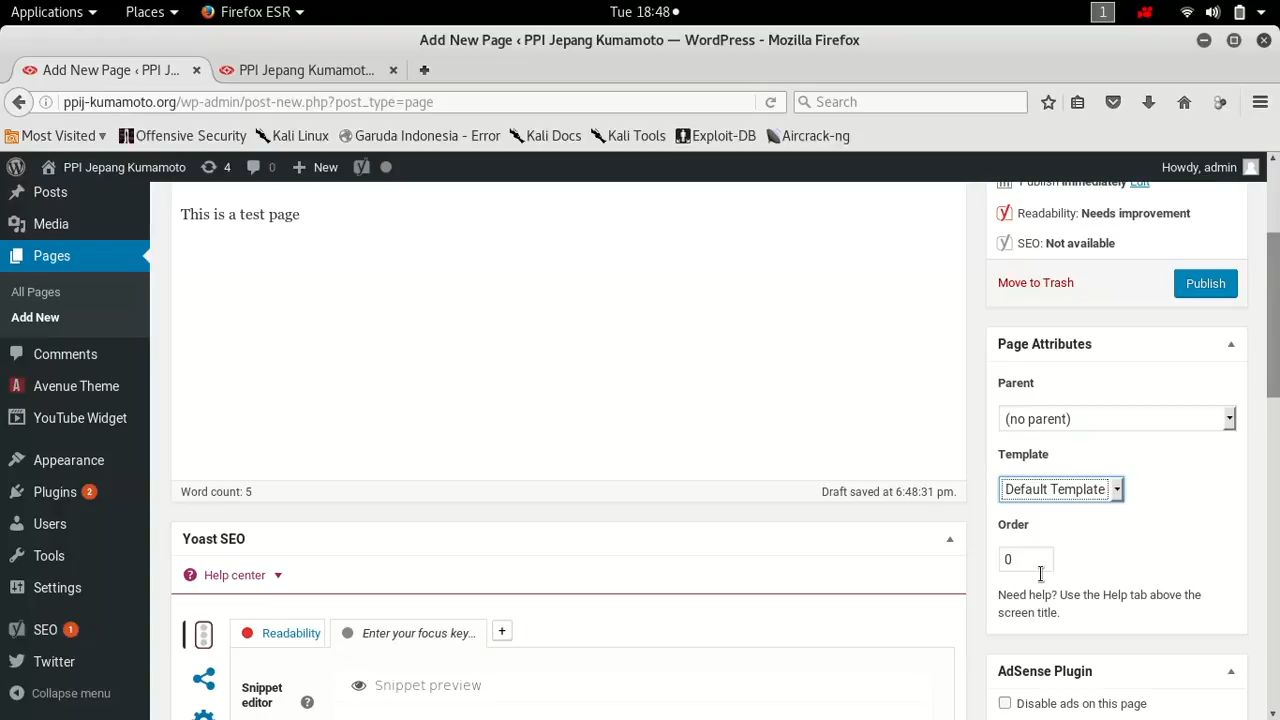 Applications Places Firefox ESR Tue 18:48 1
Add New Page ‹ PPI Jepang Kumamoto — WordPress - Mozilla Firefox
Add New Page ‹ PPI J... PPI Jepang Kumamot...
ppij-kumamoto.org/wp-admin/post-new.php?post_type=page Search
Most Visited Offensive Security Kali Linux Garuda Indonesia - Error Kali Docs Kali Tools Exploit-DB Aircrack-ng
PPI Jepang Kumamoto 4 0 New Howdy, admin
Posts
Media
Pages
All Pages
Add New
Comments
Avenue Theme
YouTube Widget
Appearance
Plugins 2
Users
Tools
Settings
SEO 1
Twitter
Collapse menu
This is a test page
Word count: 5 Draft saved at 6:48:31 pm.
Yoast SEO
Help center
Readability Enter your focus key... +
Snippet editor ? Snippet preview
Publish immediately Edit
Readability: Needs improvement
SEO: Not available
Move to Trash Publish
Page Attributes
Parent
(no parent)
Template
Default Template
Order
0
Need help? Use the Help tab above the
screen title.
AdSense Plugin
Disable ads on this page